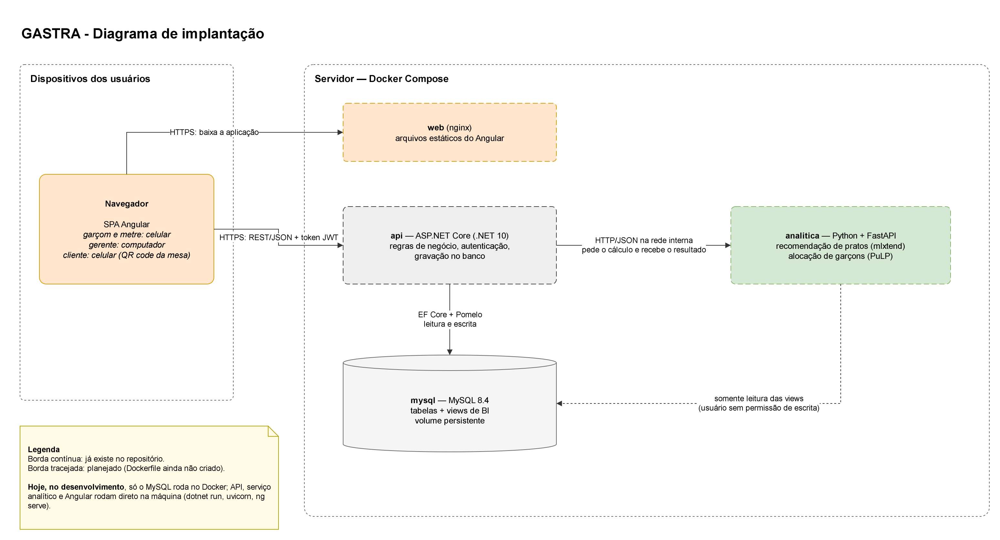 GASTRA - Diagrama de implantação
Dispositivos dos usuários
Servidor — Docker Compose
web (nginx)
arquivos estáticos do Angular
HTTPS: baixa a aplicação
Navegador
SPA Angular
garçom e metre: celular
gerente: computador
cliente: celular (QR code da mesa)
HTTPS: REST/JSON + token JWT
api — ASP.NET Core (.NET 10)
regras de negócio, autenticação,
gravação no banco
HTTP/JSON na rede interna
pede o cálculo e recebe o resultado
analitica — Python + FastAPI
recomendação de pratos (mlxtend)
alocação de garçons (PuLP)
EF Core + Pomelo
leitura e escrita
mysql — MySQL 8.4
tabelas + views de BI
volume persistente
somente leitura das views
(usuário sem permissão de escrita)
Legenda
Borda contínua: já existe no repositório.
Borda tracejada: planejado (Dockerfile ainda não criado).
Hoje, no desenvolvimento, só o MySQL roda no Docker; API, serviço
analítico e Angular rodam direto na máquina (dotnet run, uvicorn, ng
serve).